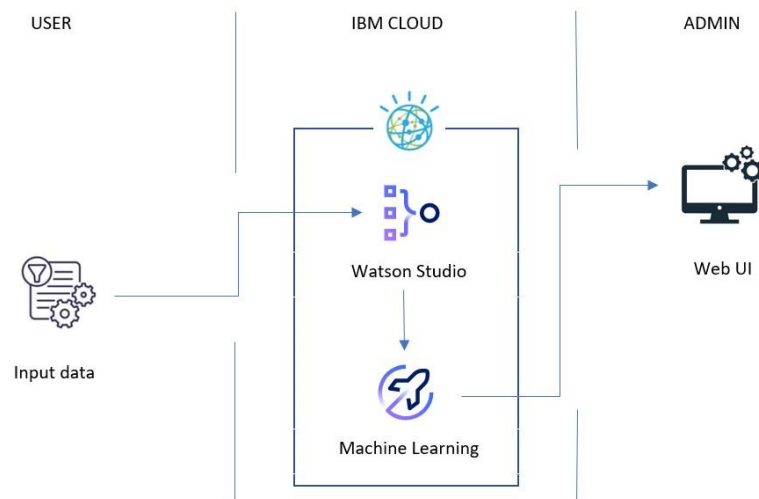 USER
IBM CLOUD
ADMIN
Watson Studio
Web UI
Input data
Machine Learning